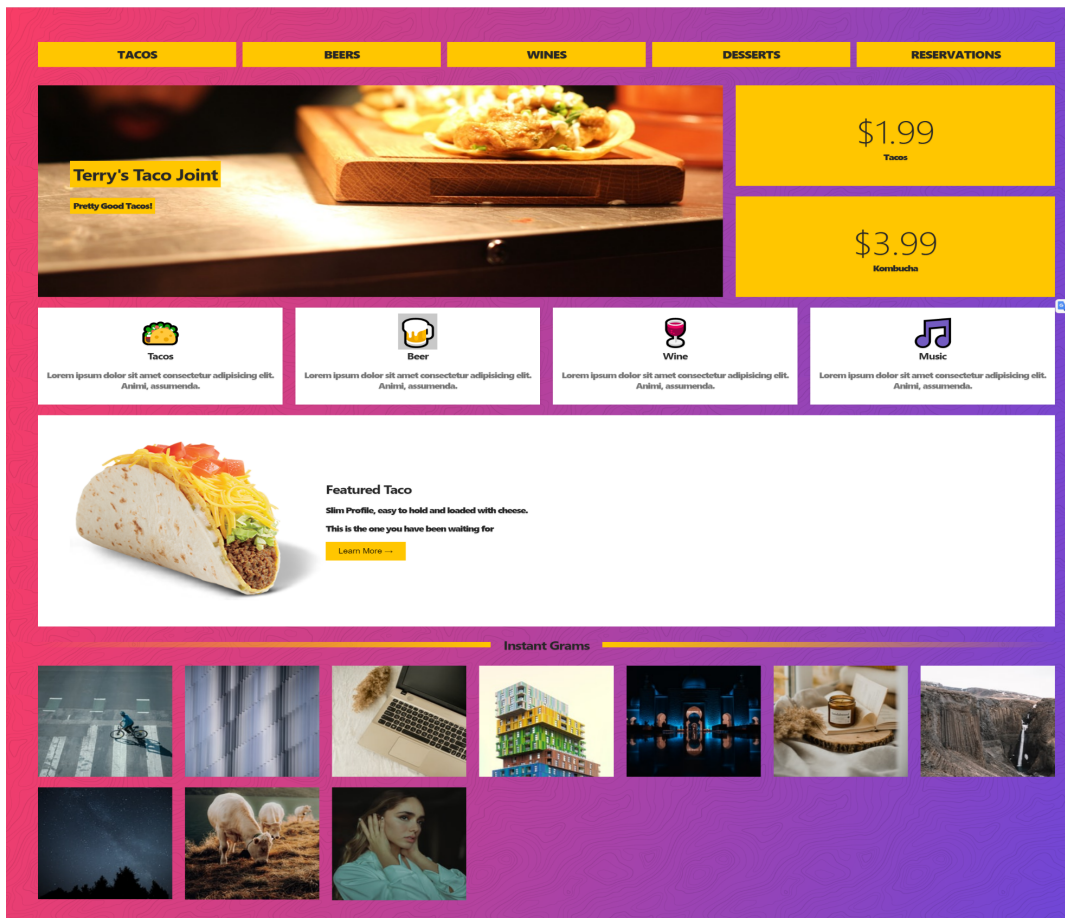 TACOS
BEERS
WINES
DESSERTS
RESERVATIONS
Terry's Taco Joint
Pretty Good Tacos!
$1.99
Tacos
$3.99
Kombucha
Tacos
Lorem ipsum dolor sit amet consectetur adipisicing elit.
Animi, assumenda.
Beer
Lorem ipsum dolor sit amet consectetur adipisicing elit.
Animi, assumenda.
Wine
Lorem ipsum dolor sit amet consectetur adipisicing elit.
Animi, assumenda.
Music
Lorem ipsum dolor sit amet consectetur adipisicing elit.
Animi, assumenda.
Featured Taco
Slim Profile, easy to hold and loaded with cheese.
This is the one you have been waiting for
Learn More →
Instant Grams